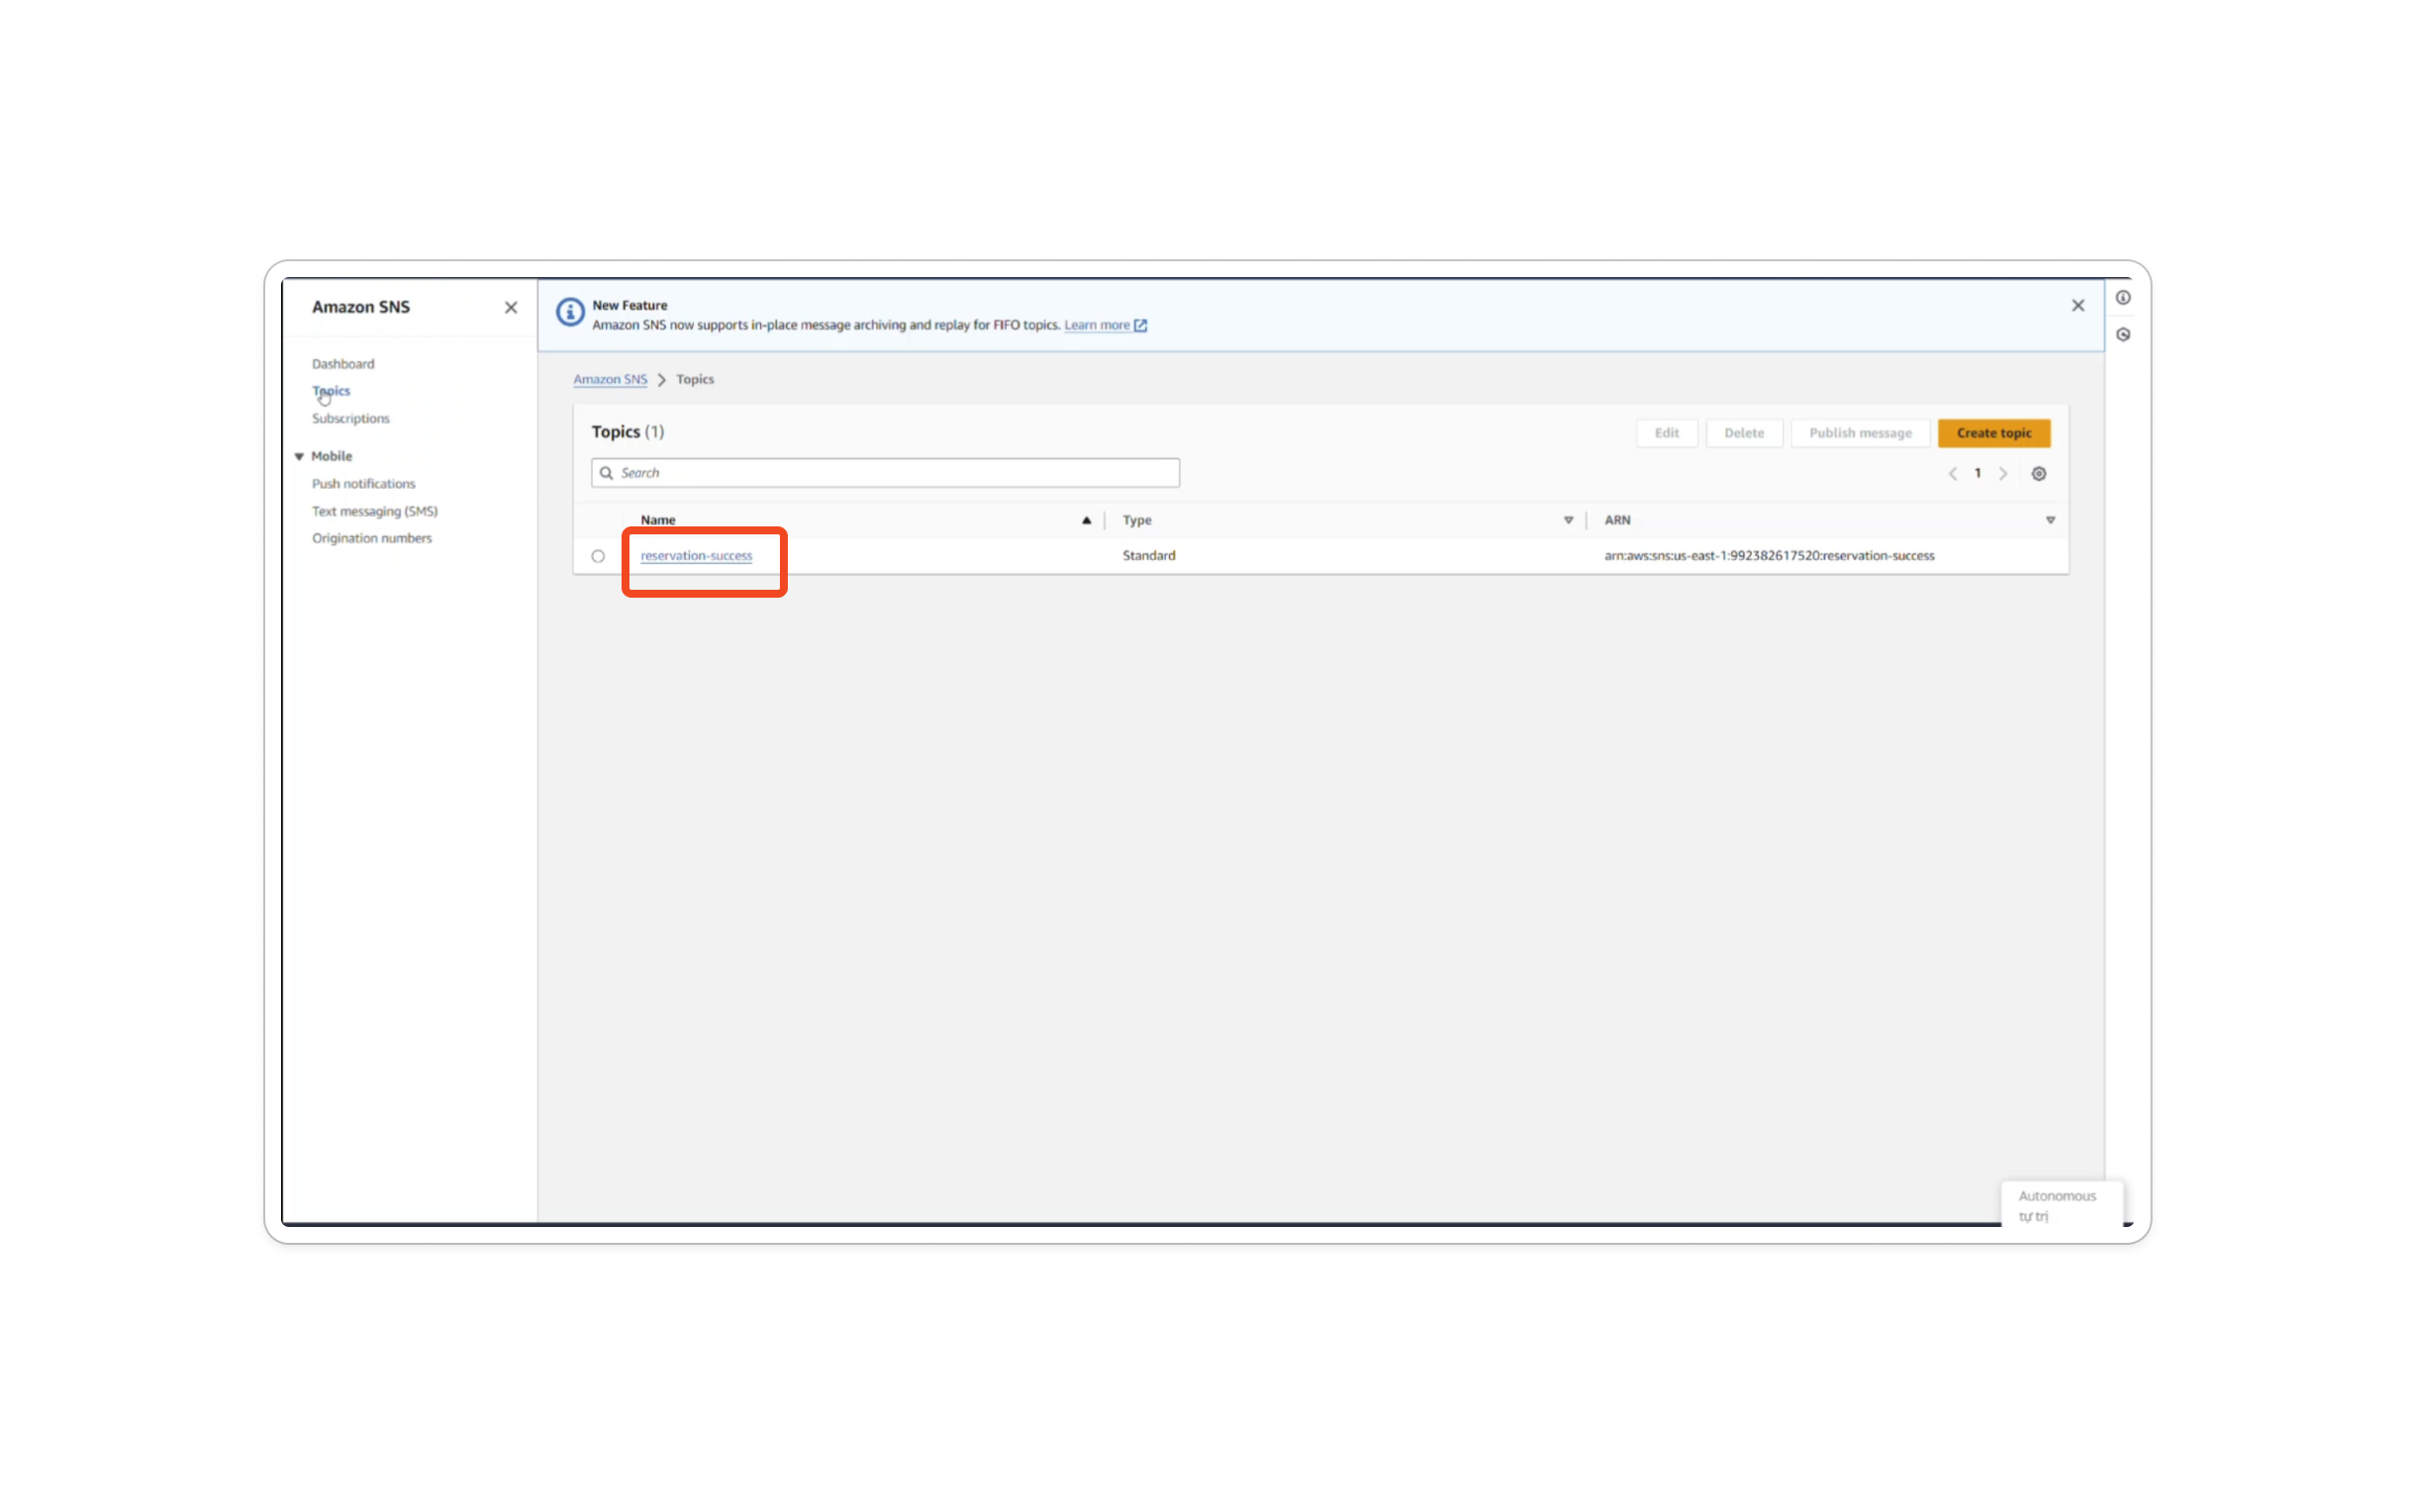 Amazon SNS
Dashboard
Topics
Subscriptions
Mobile
Push notifications
Text messaging (SMS)
Origination numbers
New Feature
Amazon SNS now supports in-place message archiving and replay for FIFO topics. Learn more
Amazon SNS > Topics
Topics (1)
Edit Delete Publish message Create topic
Search
1
Name Type ARN
reservation-success Standard arn:aws:sns:us-east-1:992382617520:reservation-success
Autonomous
tự trị